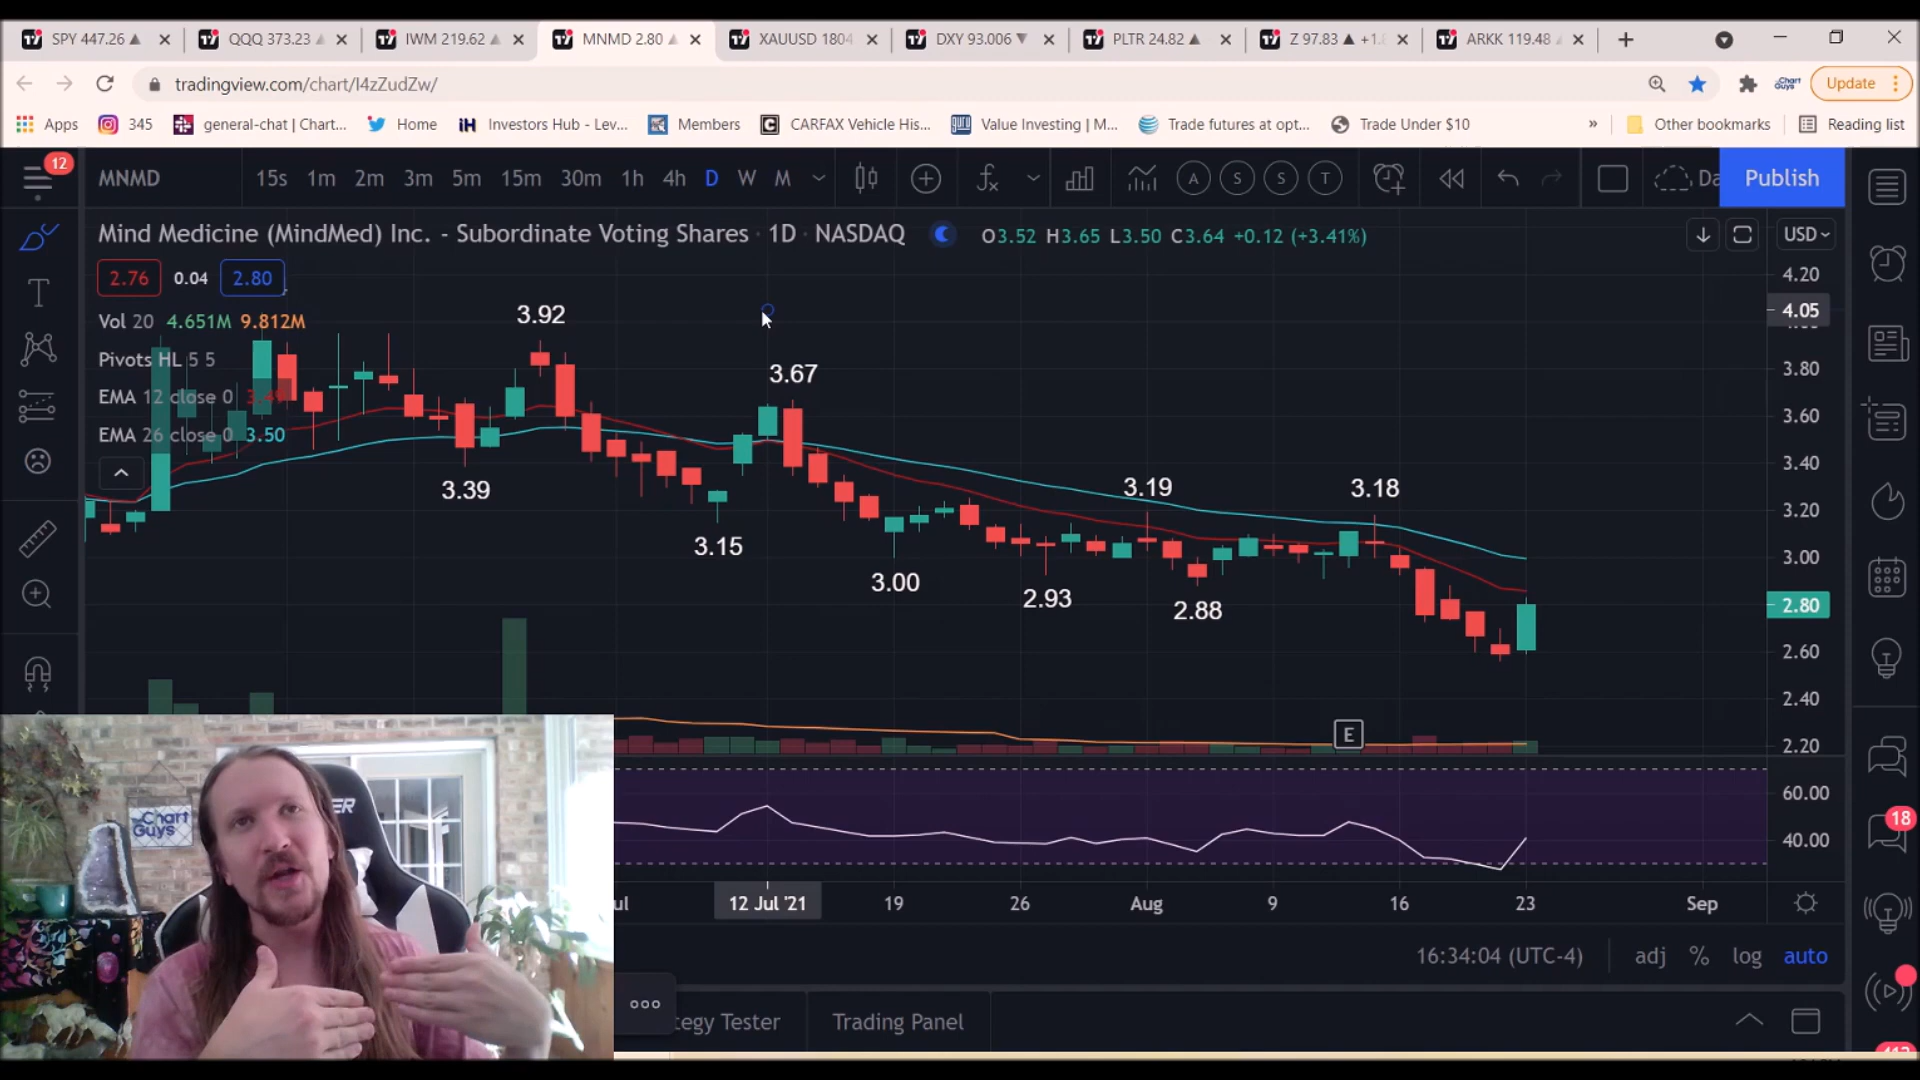 SPY 447.26
QQQ 373.23
IWM 219.62
MNMD 2.80
XAUUSD 1804
DXY 93.006
PLTR 24.82
Z 97.83 +1.
ARKK 119.48
tradingview.com/chart/I4zZudZw/
Update
Apps
345
general-chat | Chart...
Home
Investors Hub - Lev...
Members
CARFAX Vehicle His...
Value Investing | M...
Trade futures at opt...
Trade Under $10
»
Other bookmarks
Reading list
12
MNMD
15s 1m 2m 3m 5m 15m 30m 1h 4h D W M
A S S T
Da
Publish
Mind Medicine (MindMed) Inc. - Subordinate Voting Shares · 1D · NASDAQ
O3.52 H3.65 L3.50 C3.64 +0.12 (+3.41%)
USD
2.76 0.04 2.80
Vol 20 4.651M 9.812M
Pivots HL 5 5
EMA 12 close 0
EMA 26 close 0 3.50
3.92
3.67
3.39
3.15
3.00
2.93
3.19
2.88
3.18
4.20
4.05
3.80
3.60
3.40
3.20
3.00
2.80
2.60
2.40
2.20
60.00
40.00
E
ul
12 Jul '21
19
26
Aug
9
16
23
Sep
16:34:04 (UTC-4)
adj % log auto
tegy Tester
Trading Panel
18
Chart
Guys